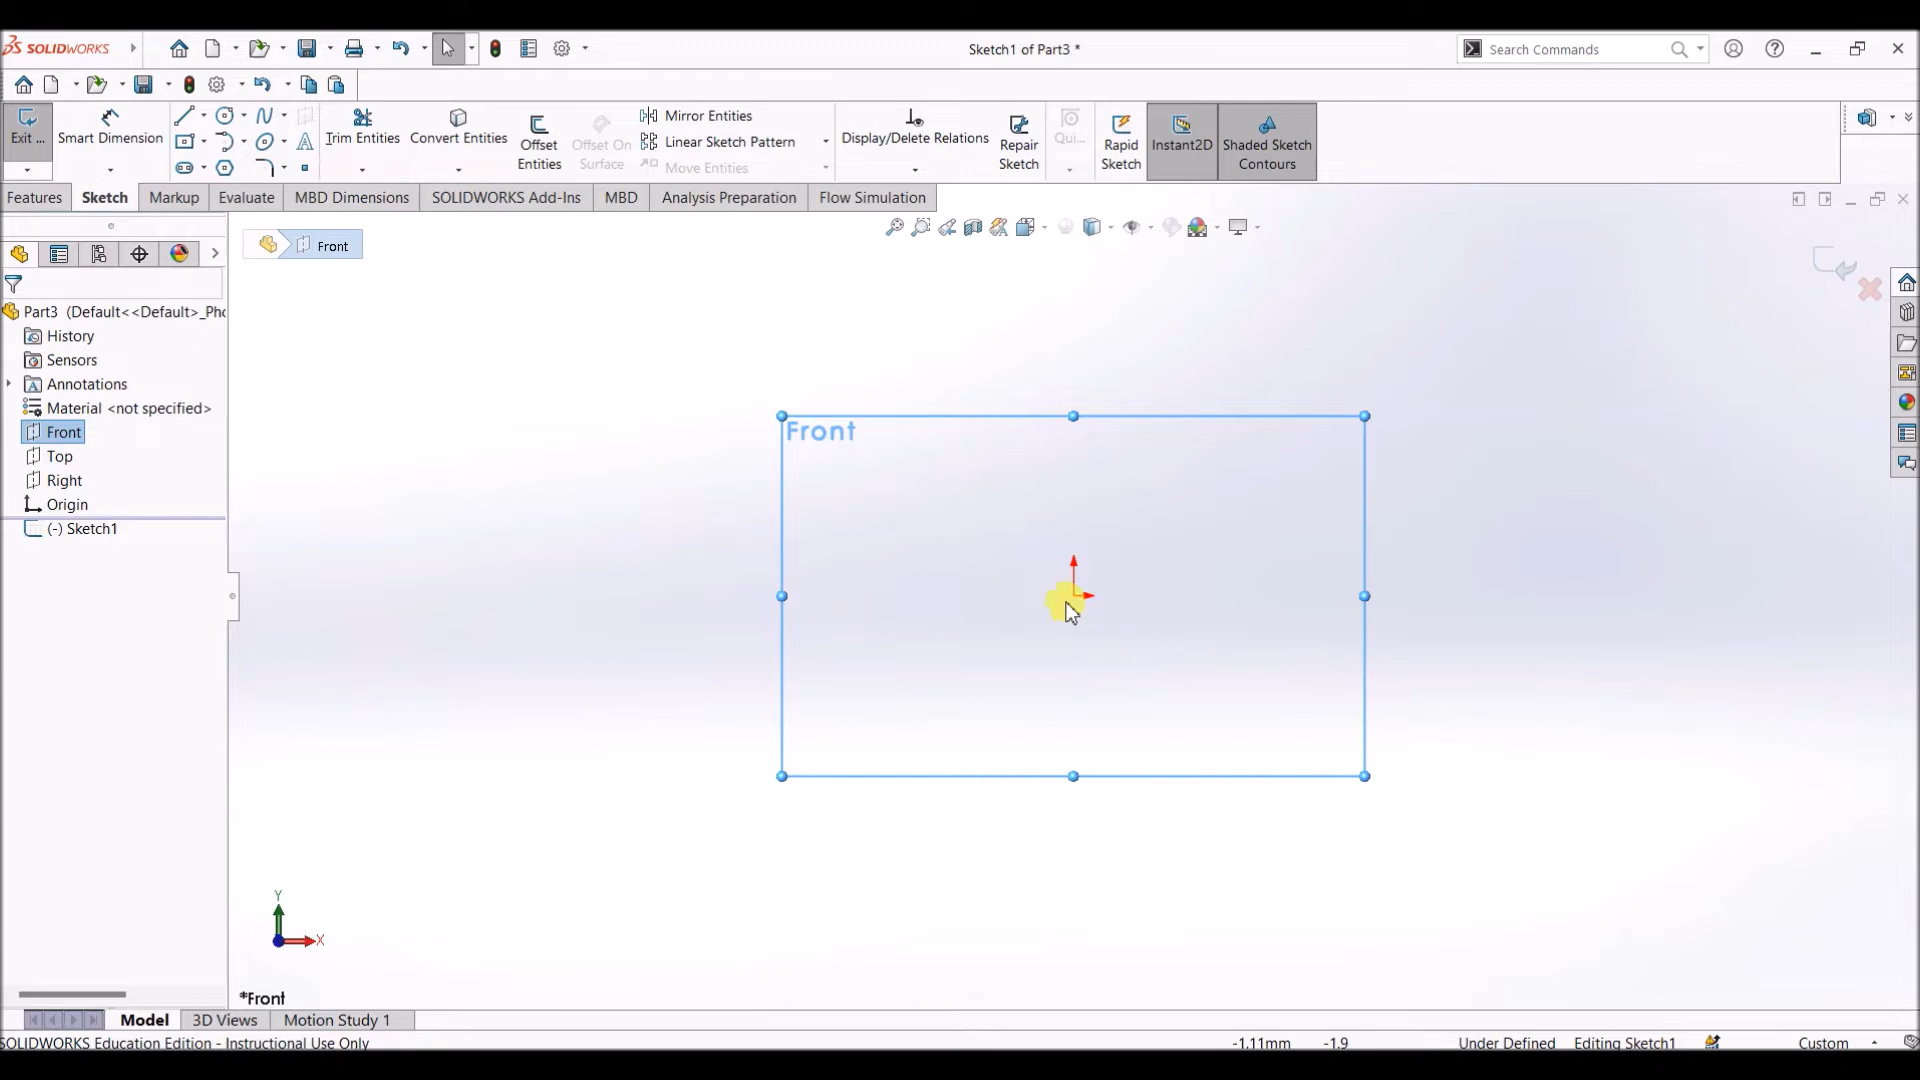 SOLIDWORKS
Sketch1 of Part3 *
Search Commands
Exit ...
Smart Dimension
Trim Entities
Convert Entities
Offset Entities
Offset On Surface
Mirror Entities
Linear Sketch Pattern
Move Entities
Display/Delete Relations
Repair Sketch
Qui...
Rapid Sketch
Instant2D
Shaded Sketch Contours
Features
Sketch
Markup
Evaluate
MBD Dimensions
SOLIDWORKS Add-Ins
MBD
Analysis Preparation
Flow Simulation
Front
Part3 (Default<<Default>_Pho
History
Sensors
Annotations
Material <not specified>
Front
Top
Right
Origin
(-) Sketch1
Front
Y
X
*Front
Model
3D Views
Motion Study 1
SOLIDWORKS Education Edition - Instructional Use Only
-1.11mm
-1.9
Under Defined
Editing Sketch1
Custom